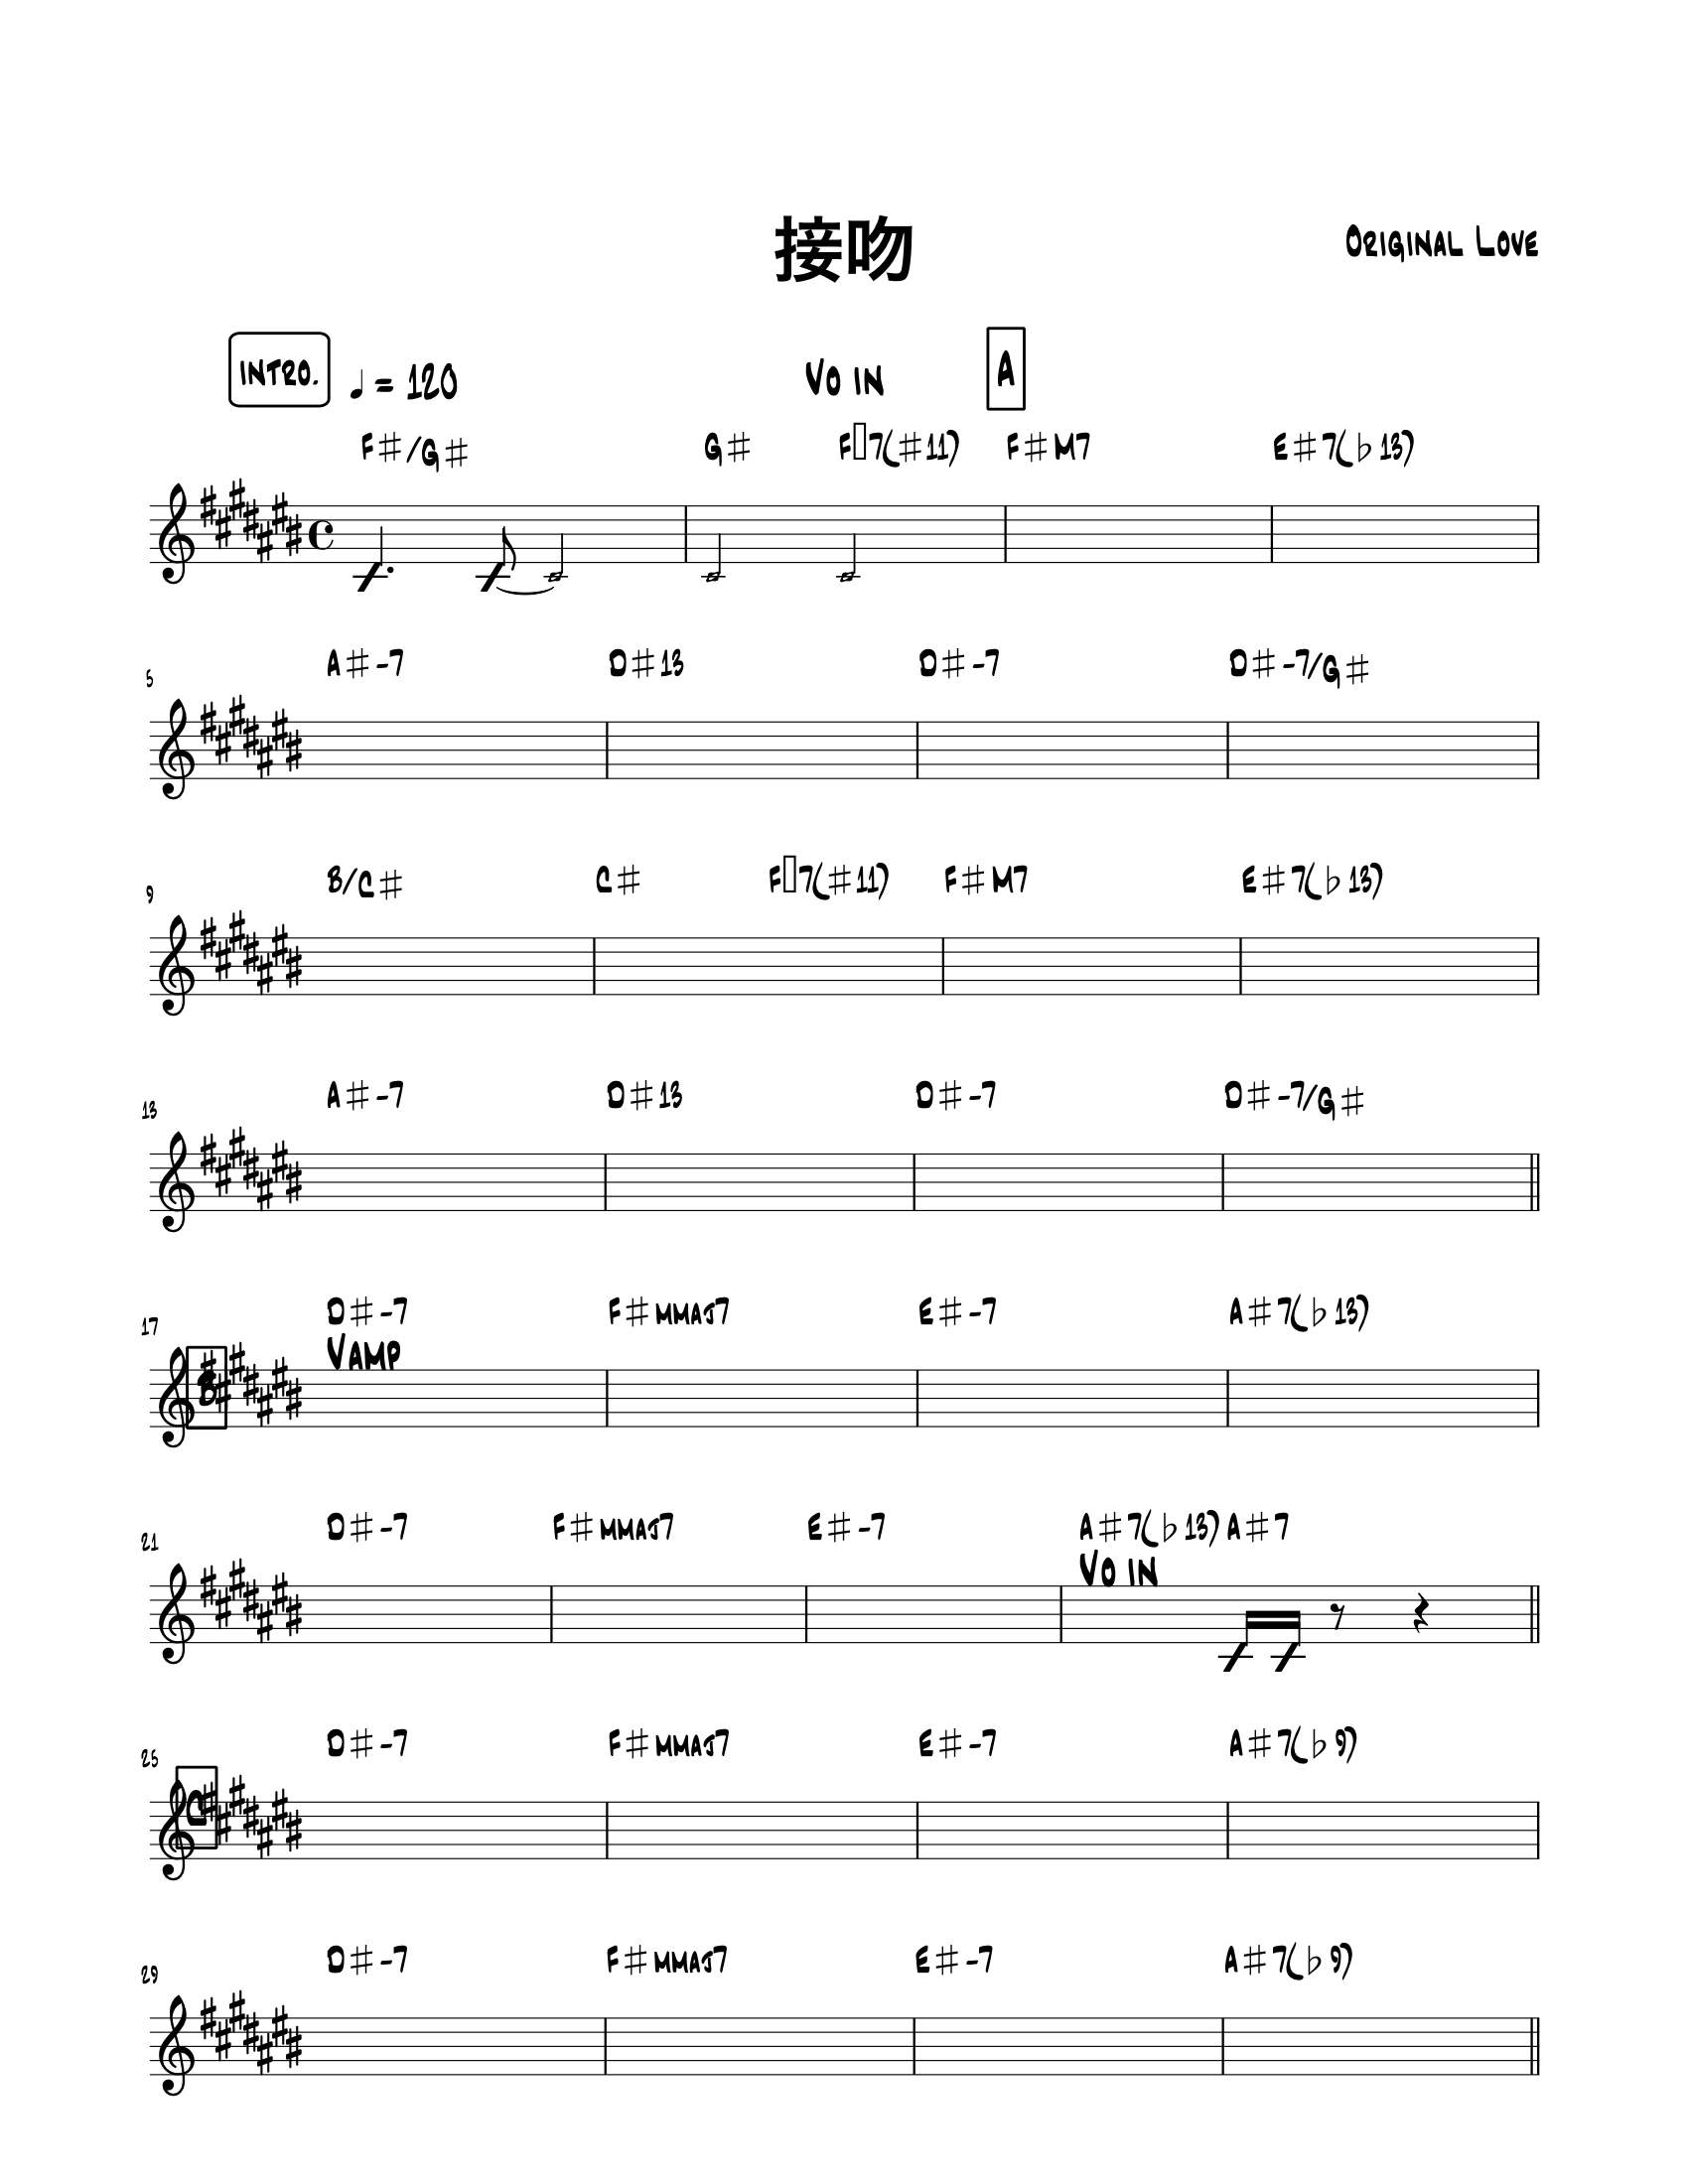 接吻
Original Love
INTRO. ♩ = 120 Vo in A
F♯/G♯ G♯ F▯7(♯11) F♯M7 E♯7(♭13)
5
A♯-7 D♯13 D♯-7 D♯-7/G♯
9
B/C♯ C♯ F▯7(♯11) F♯M7 E♯7(♭13)
13
A♯-7 D♯13 D♯-7 D♯-7/G♯
17
D♯-7 F♯mmaj7 E♯-7 A♯7(♭13)
B Vamp
21
D♯-7 F♯mmaj7 E♯-7 A♯7(♭13) A♯7
Vo in
25
D♯-7 F♯mmaj7 E♯-7 A♯7(♭9)
C
29
D♯-7 F♯mmaj7 E♯-7 A♯7(♭9)